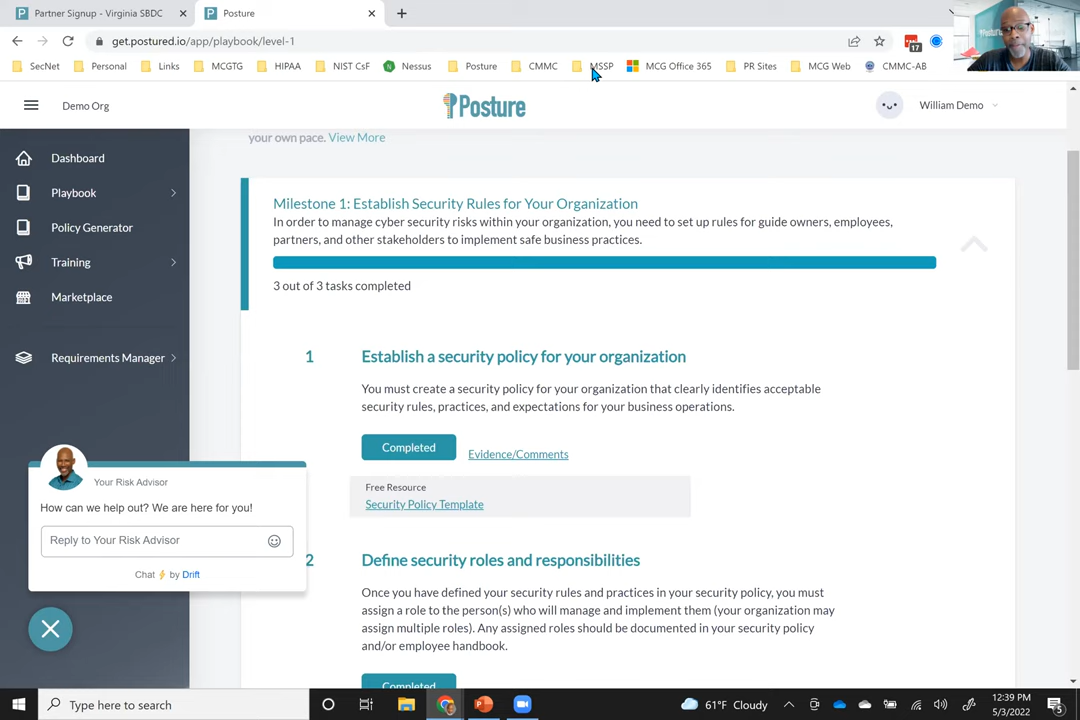 Partner Signup - Virginia SBDC
Posture
get.postured.io/app/playbook/level-1
17
SecNet
Personal
Links
MCGTG
HIPAA
NIST CsF
Nessus
Posture
CMMC
MSSP
MCG Office 365
PR Sites
MCG Web
CMMC-AB
Demo Org
Posture
William Demo
your own pace. View More
Dashboard
Playbook
Policy Generator
Training
Marketplace
Requirements Manager
Milestone 1: Establish Security Rules for Your Organization
In order to manage cyber security risks within your organization, you need to set up rules for guide owners, employees,
partners, and other stakeholders to implement safe business practices.
3 out of 3 tasks completed
1 Establish a security policy for your organization
You must create a security policy for your organization that clearly identifies acceptable
security rules, practices, and expectations for your business operations.
Completed
Evidence/Comments
Free Resource
Security Policy Template
2 Define security roles and responsibilities
Once you have defined your security rules and practices in your security policy, you must
assign a role to the person(s) who will manage and implement them (your organization may
assign multiple roles). Any assigned roles should be documented in your security policy
and/or employee handbook.
Completed
Your Risk Advisor
How can we help out? We are here for you!
Reply to Your Risk Advisor
Chat ⚡ by Drift
Type here to search
61°F Cloudy
12:39 PM
5/3/2022
5